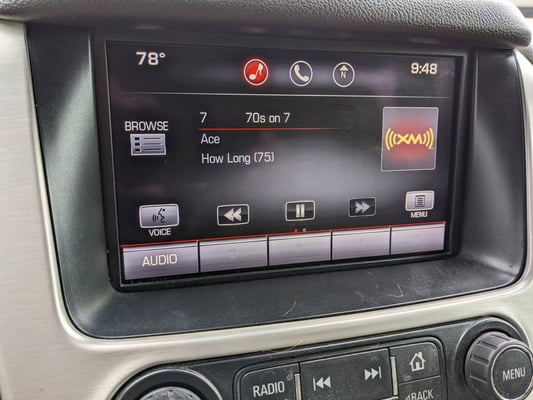 78°
N
9:48
7 70s on 7
BROWSE
Ace
((XM))
How Long (75)
VOICE
MENU
AUDIO
RADIO
MENU
BACK